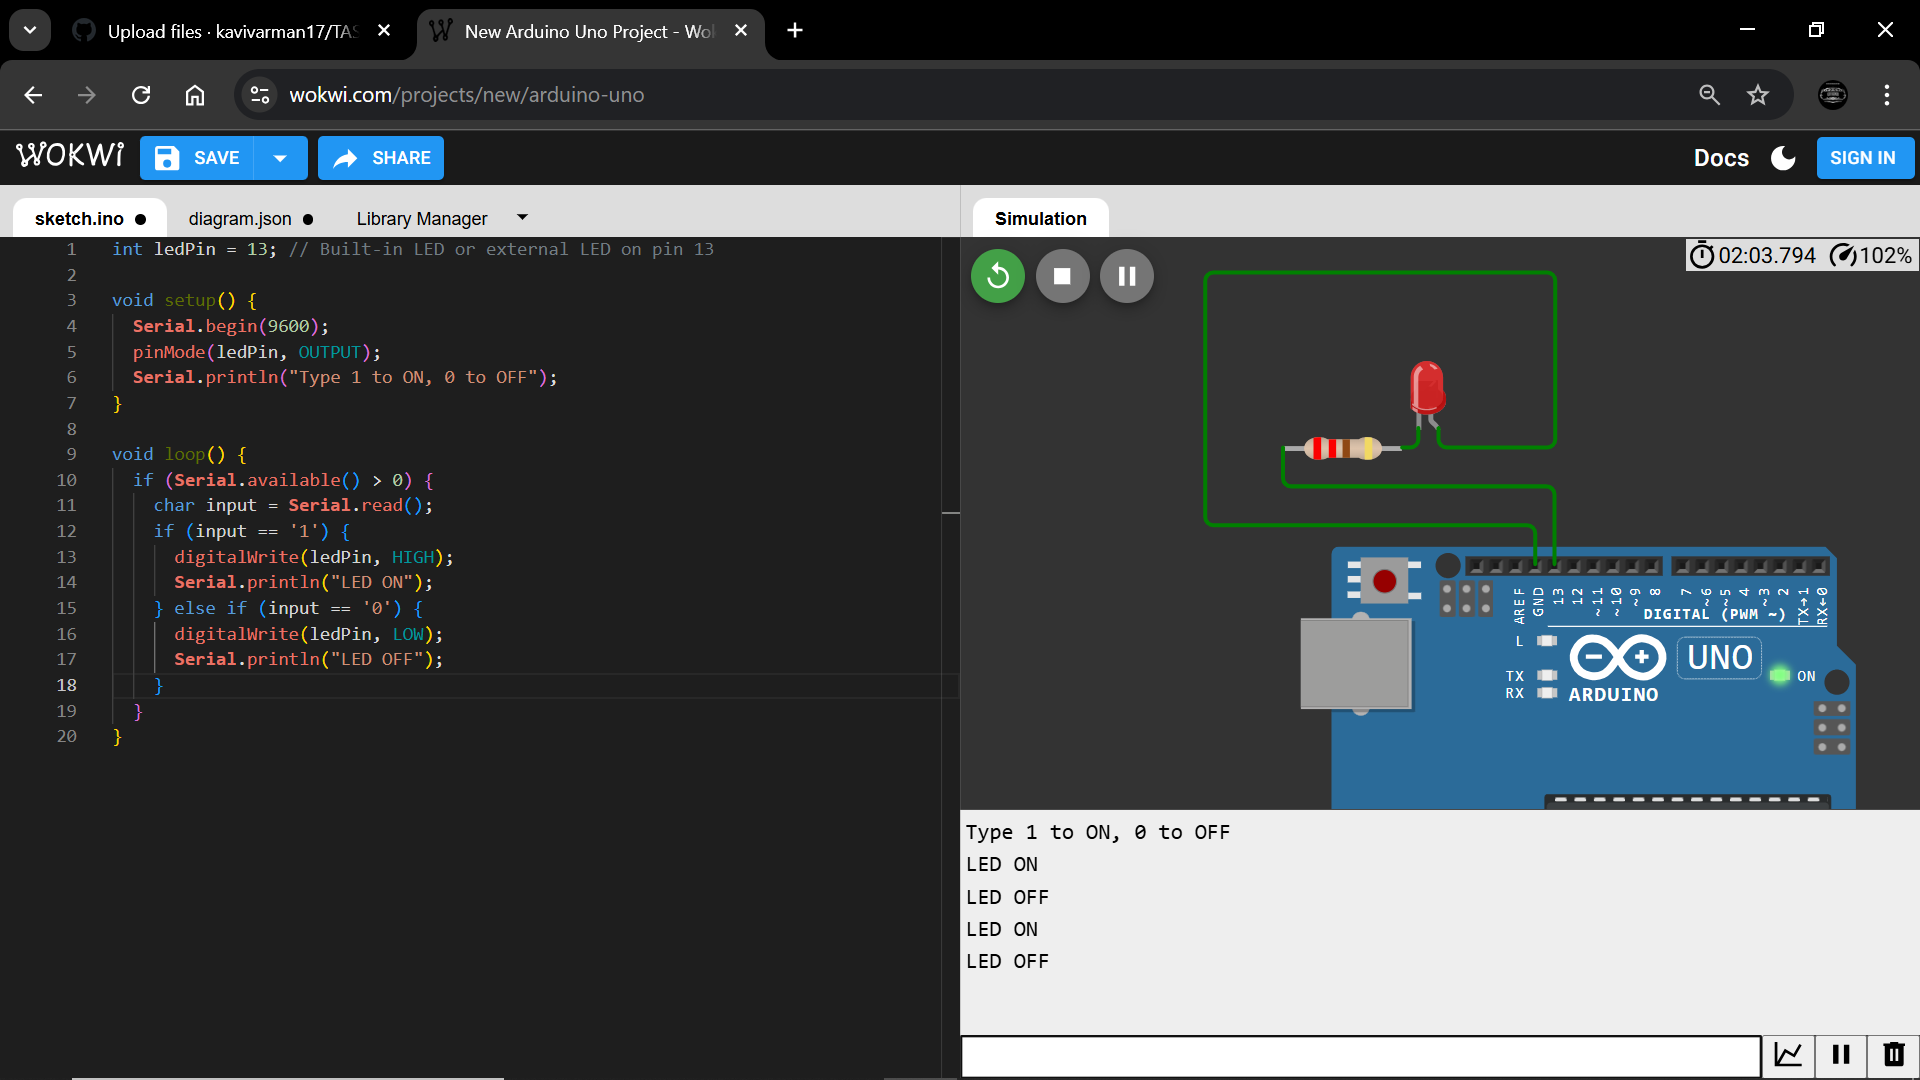 Upload files · kavivarman17/TAS
New Arduino Uno Project - Wo
wokwi.com/projects/new/arduino-uno
WOKWi
SAVE
SHARE
Docs
SIGN IN
sketch.ino
diagram.json
Library Manager
Simulation
1 int ledPin = 13; // Built-in LED or external LED on pin 13
2
3 void setup() {
4 Serial.begin(9600);
5 pinMode(ledPin, OUTPUT);
6 Serial.println("Type 1 to ON, 0 to OFF");
7 }
8
9 void loop() {
10 if (Serial.available() > 0) {
11 char input = Serial.read();
12 if (input == '1') {
13 digitalWrite(ledPin, HIGH);
14 Serial.println("LED ON");
15 } else if (input == '0') {
16 digitalWrite(ledPin, LOW);
17 Serial.println("LED OFF");
18 }
19 }
20 }
02:03.794 102%
AREF
GND
13
12
~11
~10
~9
8
7
~6
~5
4
~3
2
TX→1
RX←0
DIGITAL (PWM ~)
L
TX
RX
UNO
ON
ARDUINO
Type 1 to ON, 0 to OFF
LED ON
LED OFF
LED ON
LED OFF